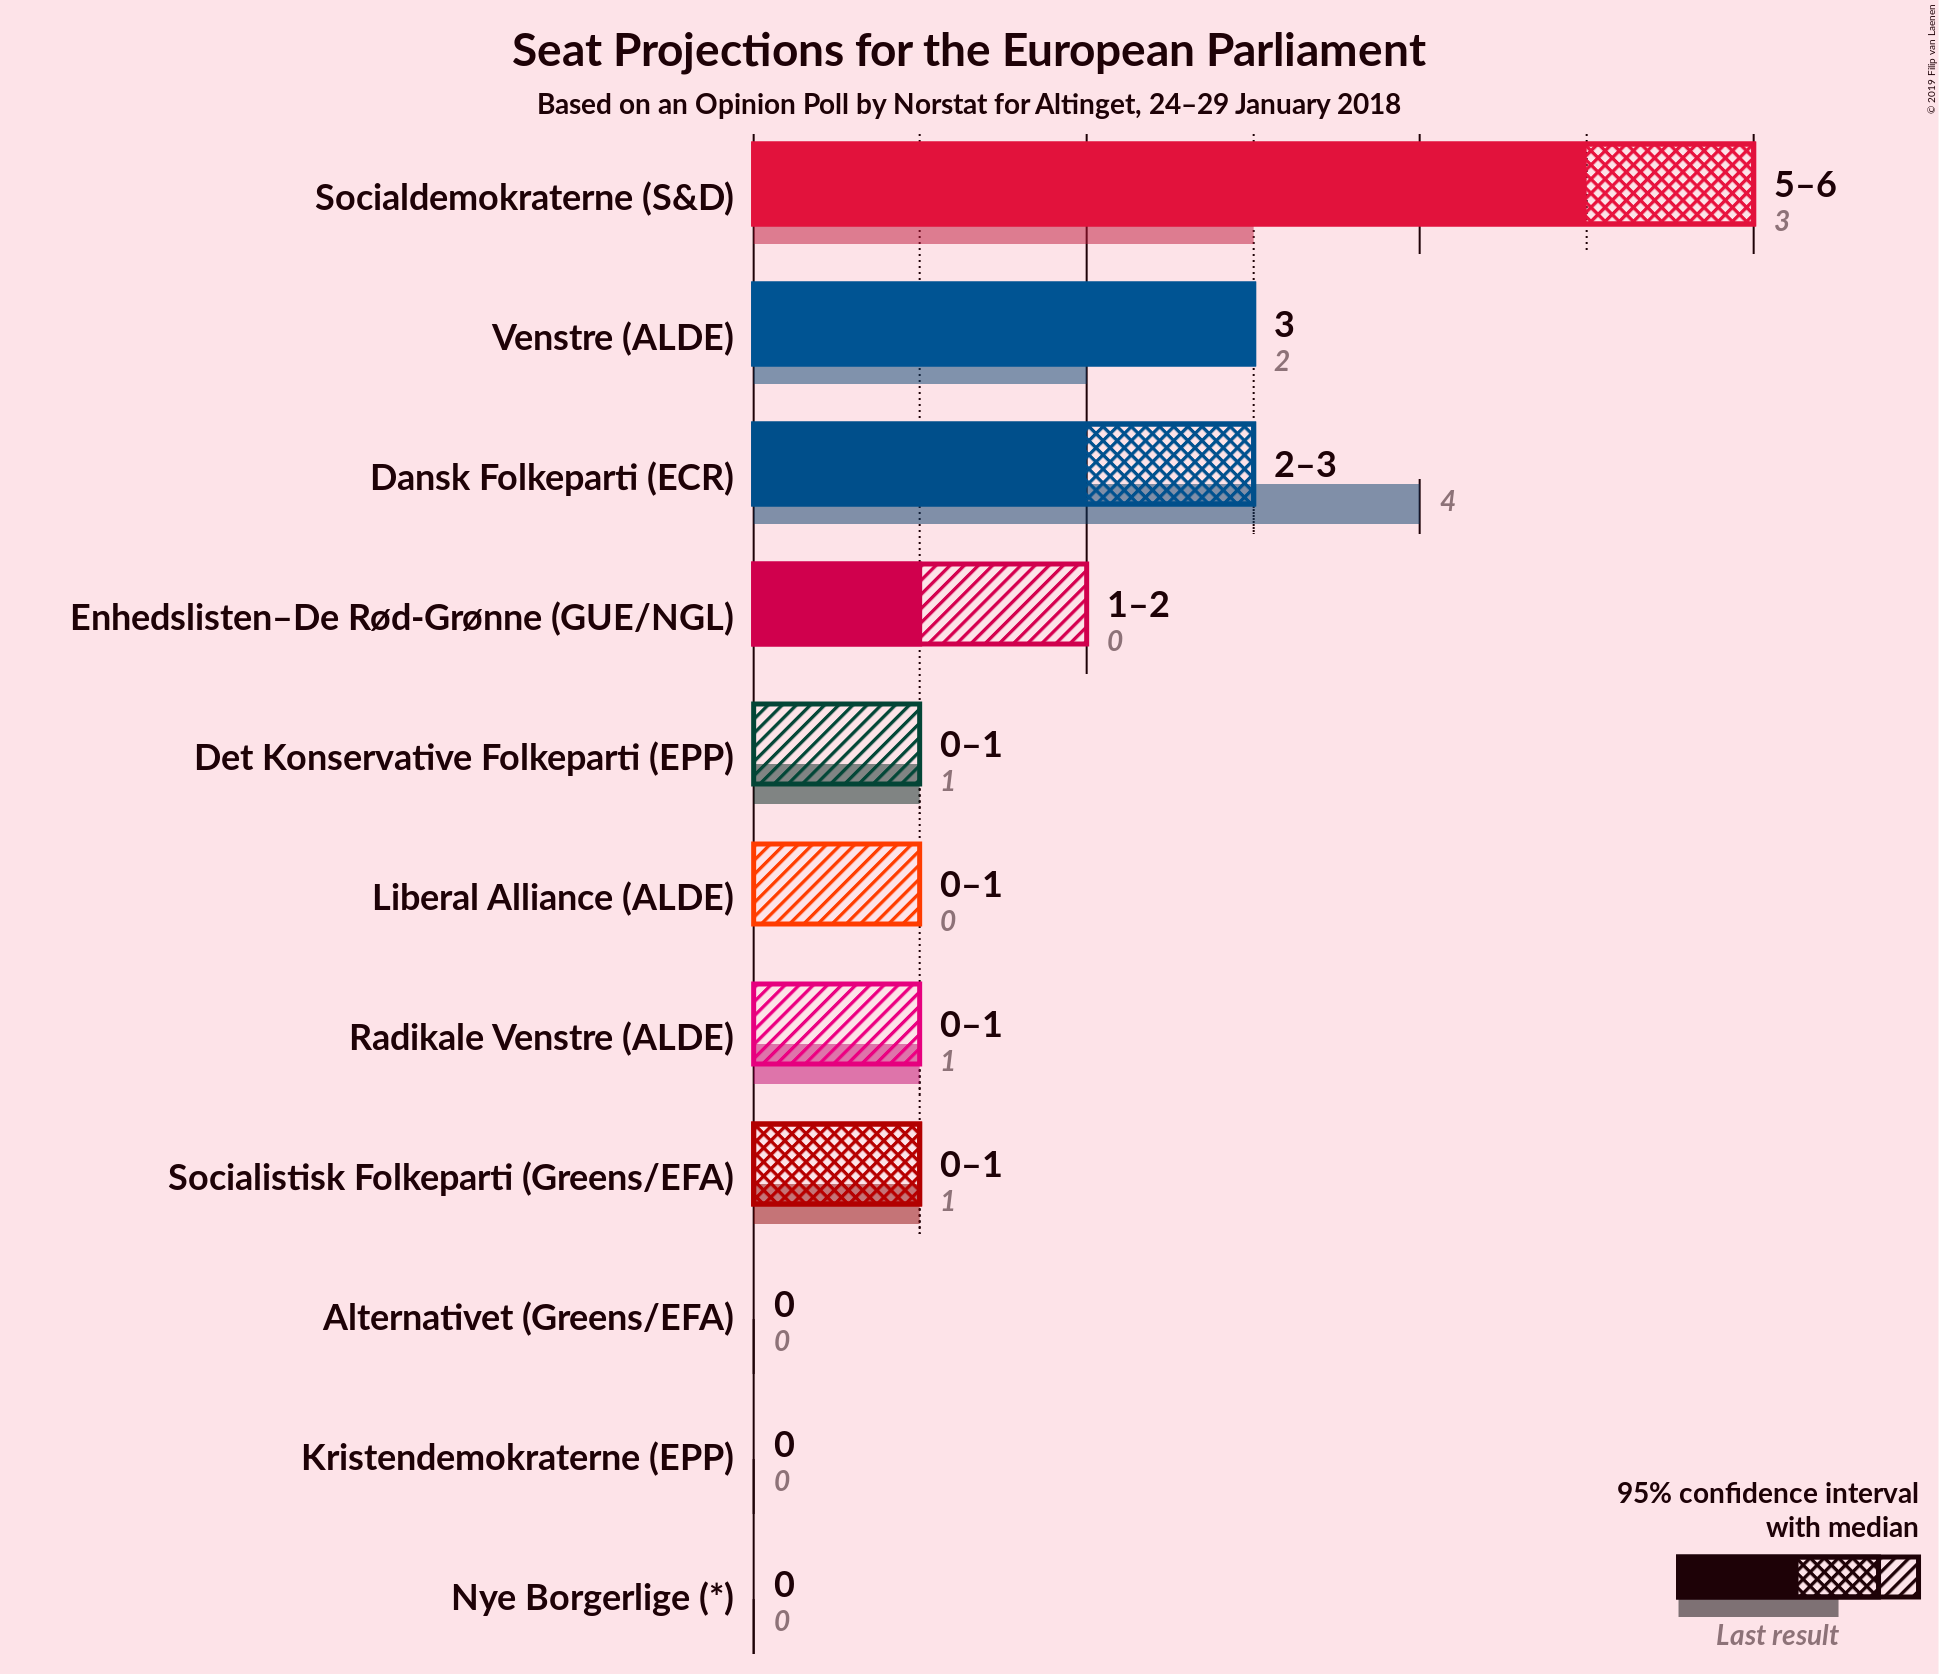 Seat Projections for the European Parliament
Based on an Opinion Poll by Norstat for Altinget, 24–29 January 2018
© 2019 Filip van Laenen
Socialdemokraterne (S&D)
5–6
3
Venstre (ALDE)
3
2
Dansk Folkeparti (ECR)
2–3
4
Enhedslisten–De Rød-Grønne (GUE/NGL)
1–2
0
Det Konservative Folkeparti (EPP)
0–1
1
Liberal Alliance (ALDE)
0–1
0
Radikale Venstre (ALDE)
0–1
1
Socialistisk Folkeparti (Greens/EFA)
0–1
1
Alternativet (Greens/EFA)
0
0
Kristendemokraterne (EPP)
0
0
Nye Borgerlige (*)
0
0
95% confidence interval
with median
Last result